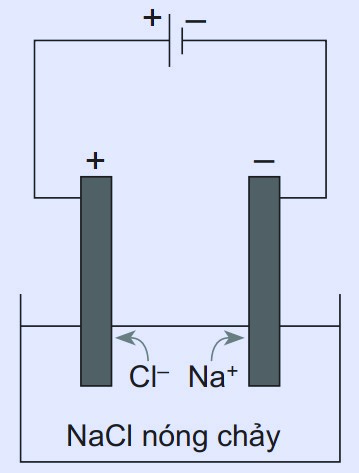 + –
+ –
Cl– Na+
NaCl nóng chảy